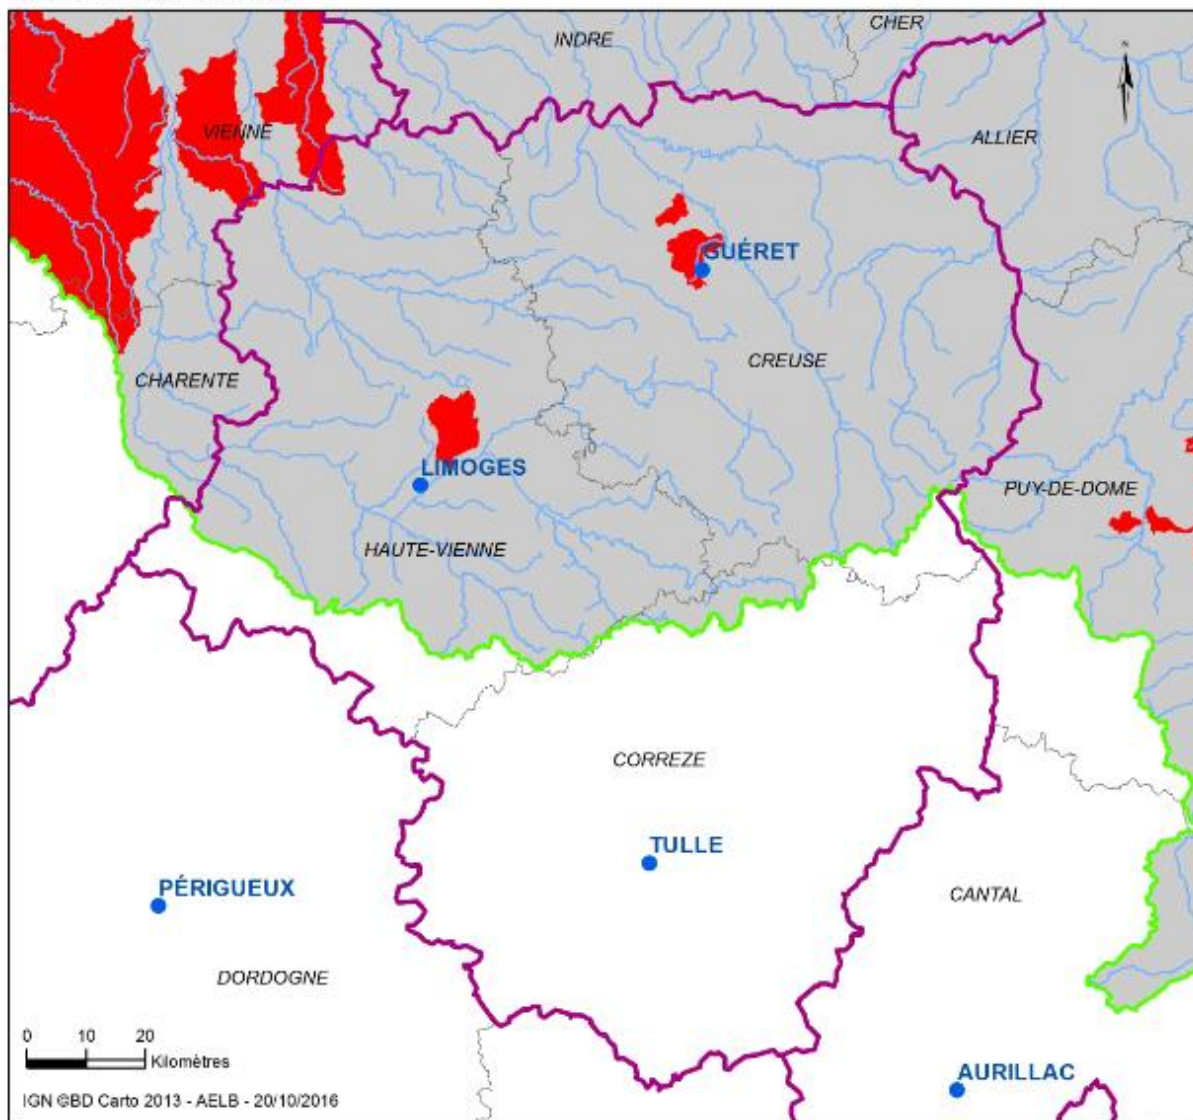 CHER
INDRE
N
VIENNE
ALLIER
GUÉRET
CREUSE
CHARENTE
LIMOGES
PUY-DE-DOME
HAUTE-VIENNE
CORREZE
TULLE
PÉRIGUEUX
CANTAL
DORDOGNE
0 10 20
Kilomètres
AURILLAC
IGN ©BD Carto 2013 - AELB - 20/10/2016